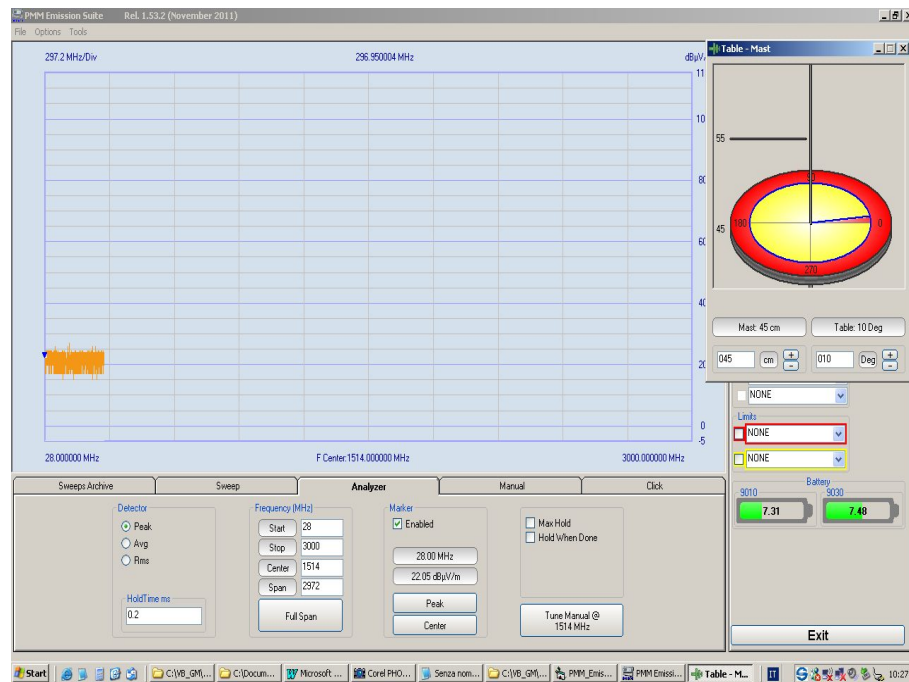 PMM Emission Suite Rel. 1.53.2 (November 2011)
File Options Tools
297.2 MHz/Div 296.950004 MHz dBµV/
11
10
80
60
40
20
0
-5
28.000000 MHz F Center:1514.000000 MHz 3000.000000 MHz
Table - Mast
55
45
90
180
0
270
Mast: 45 cm Table: 10 Deg
045 cm + - 010 Deg + -
NONE
Limits
NONE
NONE
Battery
9010 9030
7.31 7.48
Sweeps Archive Sweep Analyzer Manual Click
Detector
Peak
Avg
Rms
HoldTime ms
0.2
Frequency (MHz)
Start 28
Stop 3000
Center 1514
Span 2972
Full Span
Marker
Enabled
28.00 MHz
22.05 dBµV/m
Peak
Center
Max Hold
Hold When Done
Tune Manual @
1514 MHz
Exit
Start C:\VB_GM\... C:\Docum... Microsoft ... Corel PHO... Senza nom... C:\VB_GM\... PMM_Emis... PMM Emissi... Table - M... IT 10:27